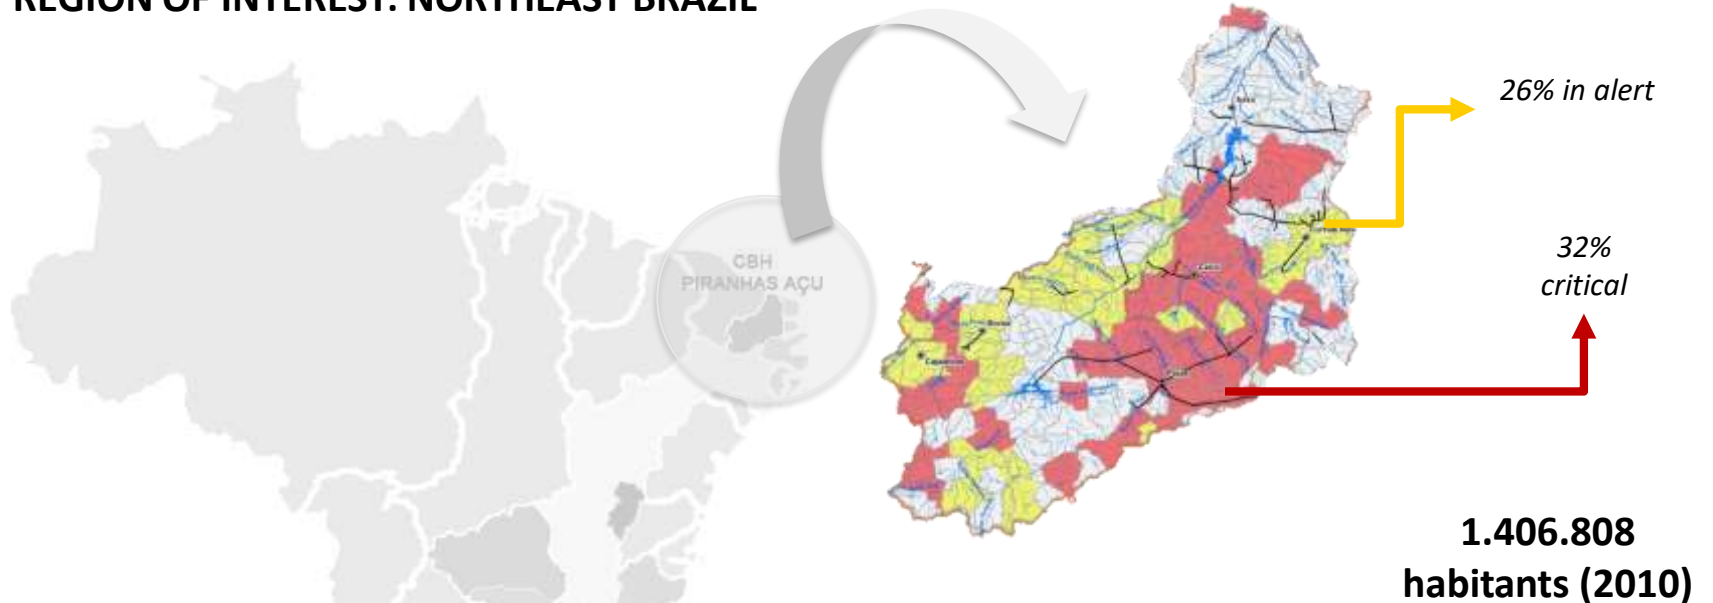 REGION OF INTEREST: NORTHEAST BRAZIL
CBH
PIRANHAS AÇU
26% in alert
32%
critical
1.406.808
habitants (2010)